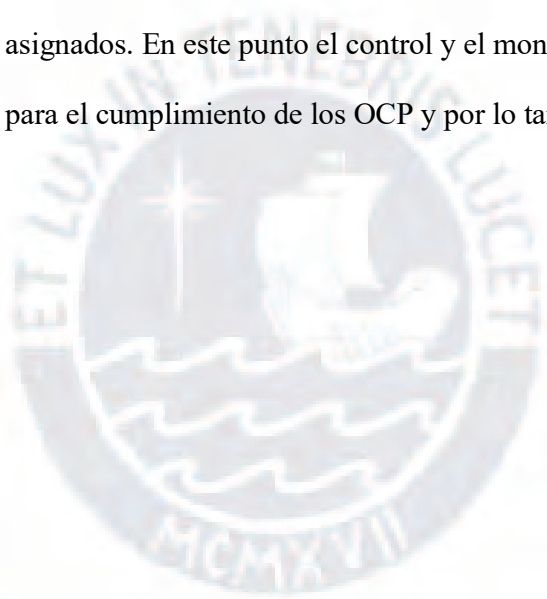 asignados. En este punto el control y el mon
para el cumplimiento de los OCP y por lo ta
ET LUX IN TENEBRIS LUCET
MCMXVII